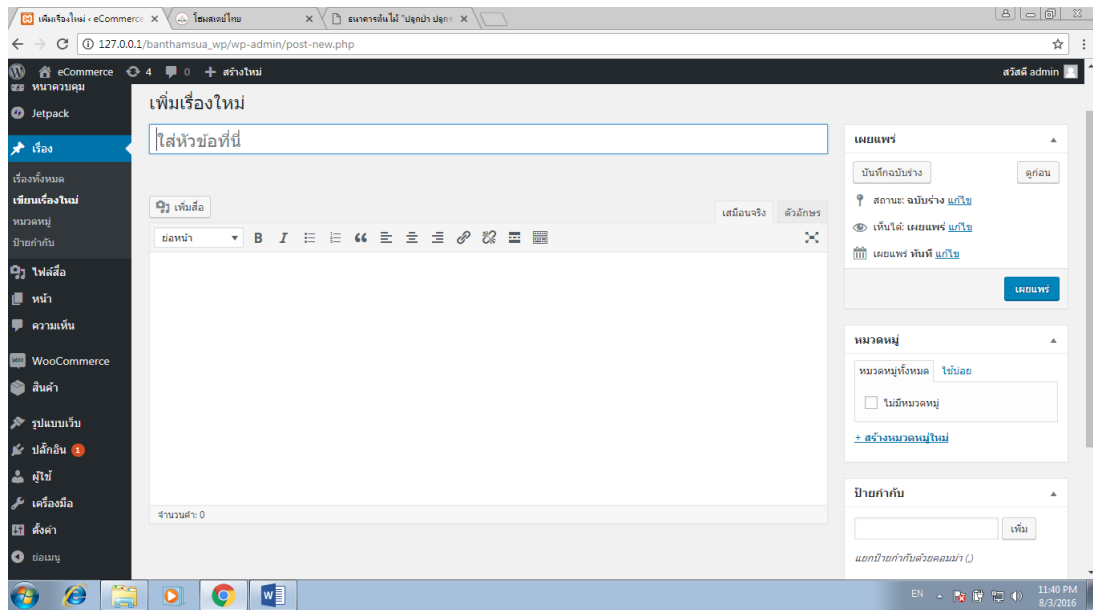 เพิ่มเรื่องใหม่ ‹ eCommerce
โฮมสเตย์ไทย
ธนาคารต้นไม้ "ปลูกป่า ปลูกร
127.0.0.1/banthamsua_wp/wp-admin/post-new.php
eCommerce 4 0 + สร้างใหม่
สวัสดี admin
หน้าควบคุม
Jetpack
เรื่อง
เรื่องทั้งหมด
เขียนเรื่องใหม่
หมวดหมู่
ป้ายกำกับ
ไฟล์สื่อ
หน้า
ความเห็น
WooCommerce
สินค้า
รูปแบบเว็บ
ปลั๊กอิน 1
ผู้ใช้
เครื่องมือ
ตั้งค่า
ย่อเมนู
เพิ่มเรื่องใหม่
ใส่หัวข้อที่นี่
เพิ่มสื่อ
เสมือนจริง ตัวอักษร
ย่อหน้า B I
จำนวนคำ: 0
เผยแพร่
บันทึกฉบับร่าง ดูก่อน
สถานะ: ฉบับร่าง แก้ไข
เห็นได้: เผยแพร่ แก้ไข
เผยแพร่ ทันที แก้ไข
เผยแพร่
หมวดหมู่
หมวดหมู่ทั้งหมด ใช้บ่อย
ไม่มีหมวดหมู่
+ สร้างหมวดหมู่ใหม่
ป้ายกำกับ
เพิ่ม
แยกป้ายกำกับด้วยคอมม่า (,)
EN
11:40 PM
8/3/2016